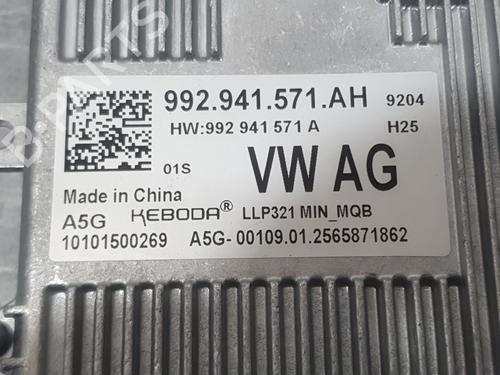 992.941.571.AH 9204
HW:992 941 571 A H25
01S VW AG
Made in China
A5G KEBODA® LLP321 MIN_MQB
10101500269 A5G-00109.01.2565871862
B-PARTS